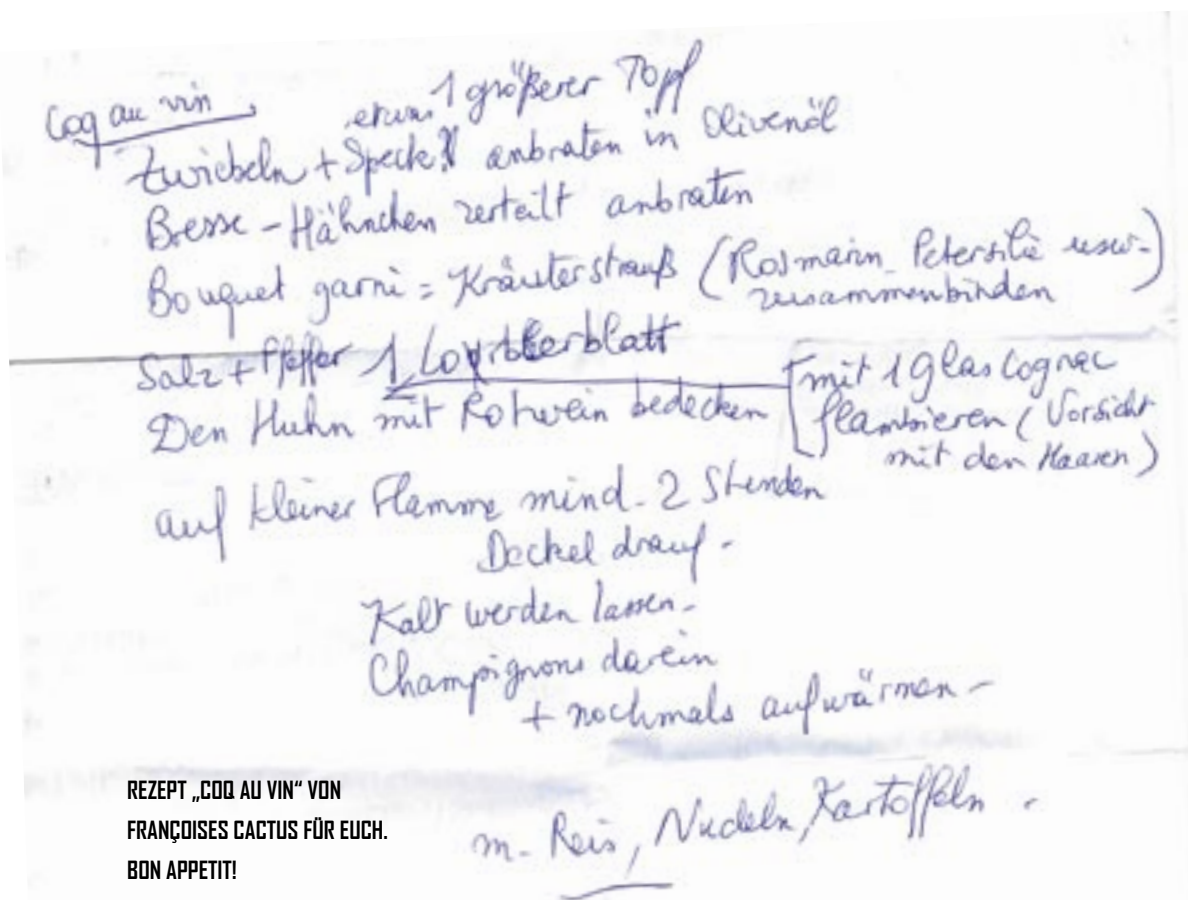 Coq au vin
1 größerer Topf
Zwiebeln + etwas Speck anbraten in Olivenöl
Bresse - Hähnchen zerteilt anbraten
Bouquet garni = Kräuterstrauß (Rosmarin Petersilie usw-)
zusammenbinden
Salz + Pfeffer 1 Lorbeerblatt
[mit 1 Glas Cognac
flambieren (Vorsicht
mit den Haaren)
Den Huhn mit Rotwein bedecken
auf kleiner Flamme mind. 2 Stunden
Deckel drauf -
Kalt werden lassen -
Champignons darein
+ nochmals aufwärmen -
m. Reis, Nudeln, Kartoffeln -
REZEPT „COQ AU VIN“ VON
FRANÇOISES CACTUS FÜR EUCH.
BON APPETIT!